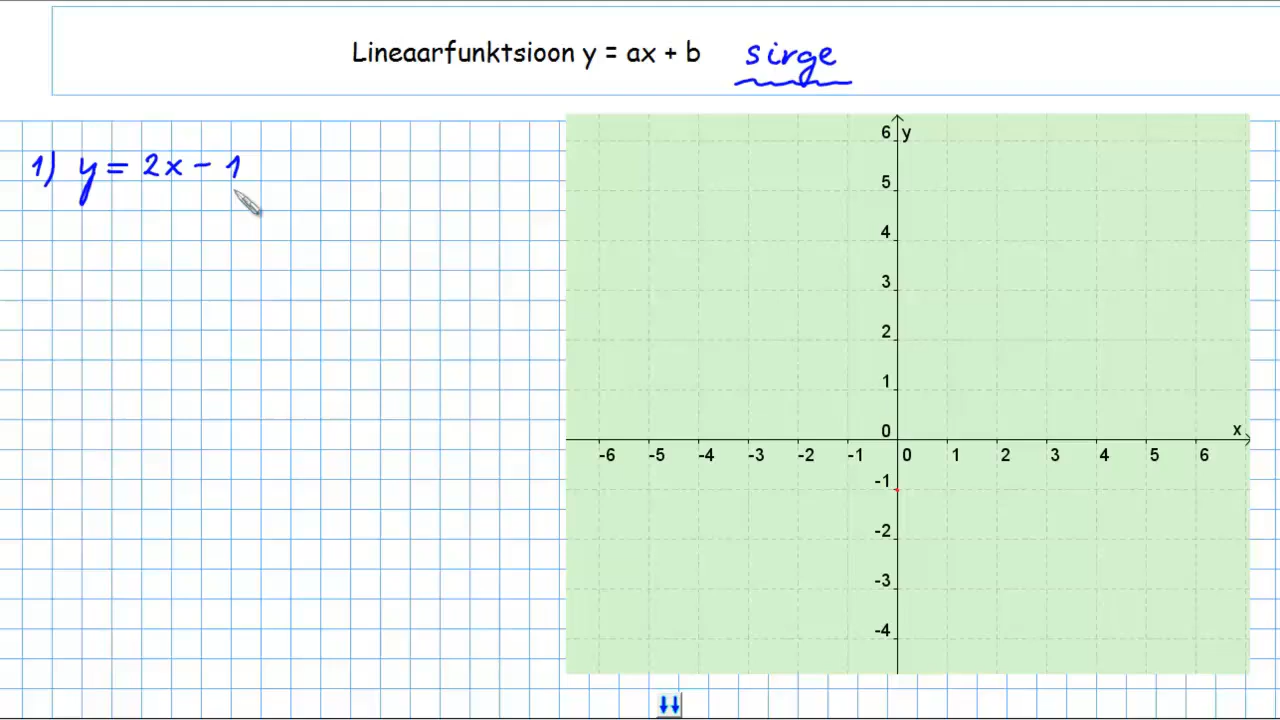 Lineaarfunktsioon y = ax + b sirge
1) y = 2x - 1
6 y
5
4
3
2
1
0 x
-6 -5 -4 -3 -2 -1 0 1 2 3 4 5 6
-1
-2
-3
-4